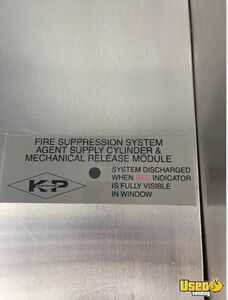 FIRE SUPPRESSION SYSTEM
AGENT SUPPLY CYLINDER &
MECHANICAL RELEASE MODULE
KP
SYSTEM DISCHARGED
WHEN RED INDICATOR
IS FULLY VISIBLE
IN WINDOW
Used
Vending